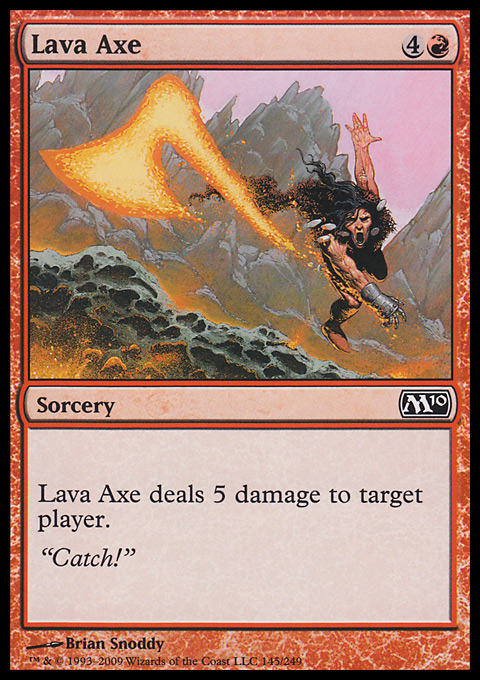 Lava Axe 4
Sorcery M10
Lava Axe deals 5 damage to target
player.
“Catch!”
Brian Snoddy
™ & © 1993–2009 Wizards of the Coast LLC 145/249